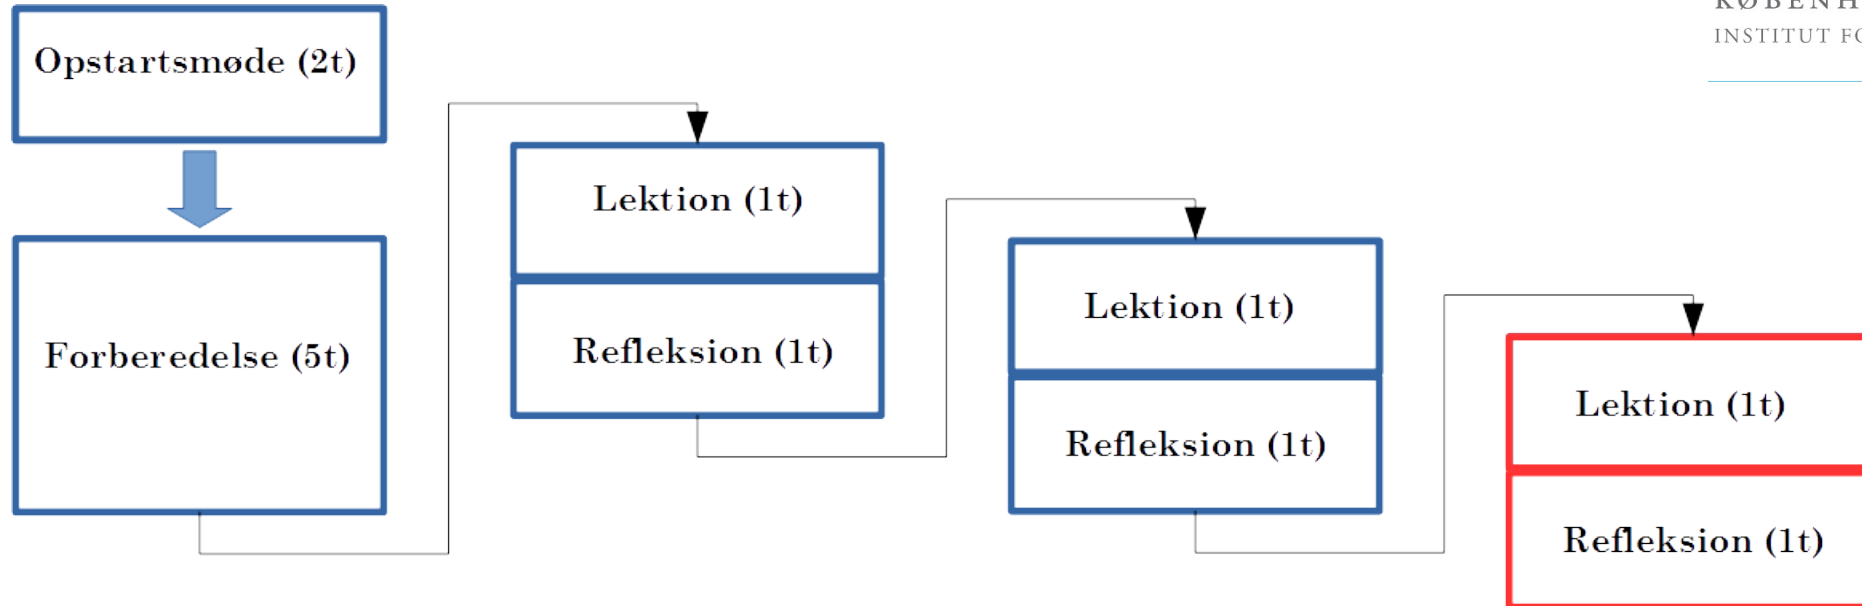 Opstartsmøde (2t)
Forberedelse (5t)
Lektion (1t)
Refleksion (1t)
Lektion (1t)
Refleksion (1t)
Lektion (1t)
Refleksion (1t)
INSTITUT